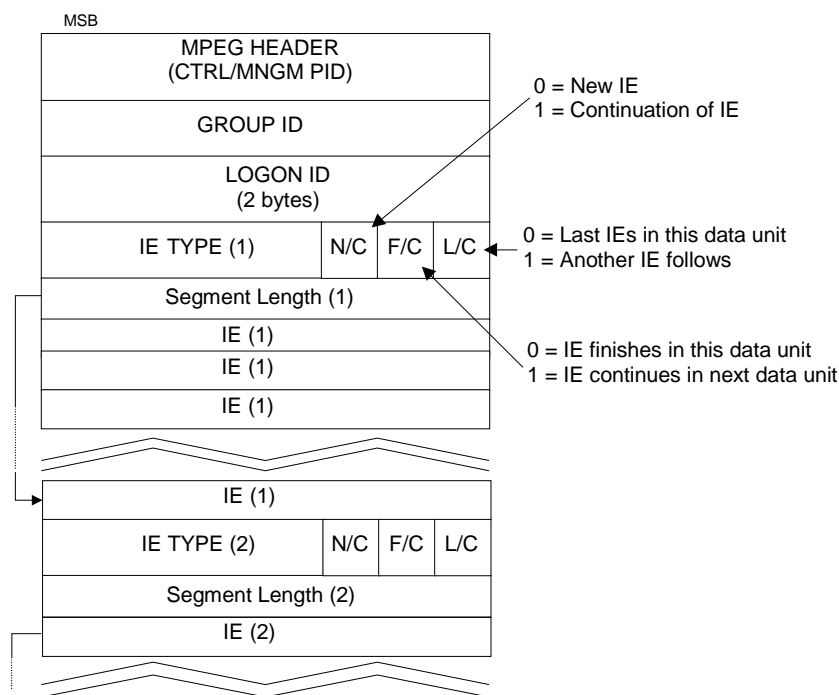 MSB
MPEG HEADER
(CTRL/MNGM PID)
0 = New IE
1 = Continuation of IE
GROUP ID
LOGON ID
(2 bytes)
IE TYPE (1) N/C F/C L/C
0 = Last IEs in this data unit
1 = Another IE follows
Segment Length (1)
IE (1)
IE (1)
IE (1)
0 = IE finishes in this data unit
1 = IE continues in next data unit
IE (1)
IE TYPE (2) N/C F/C L/C
Segment Length (2)
IE (2)